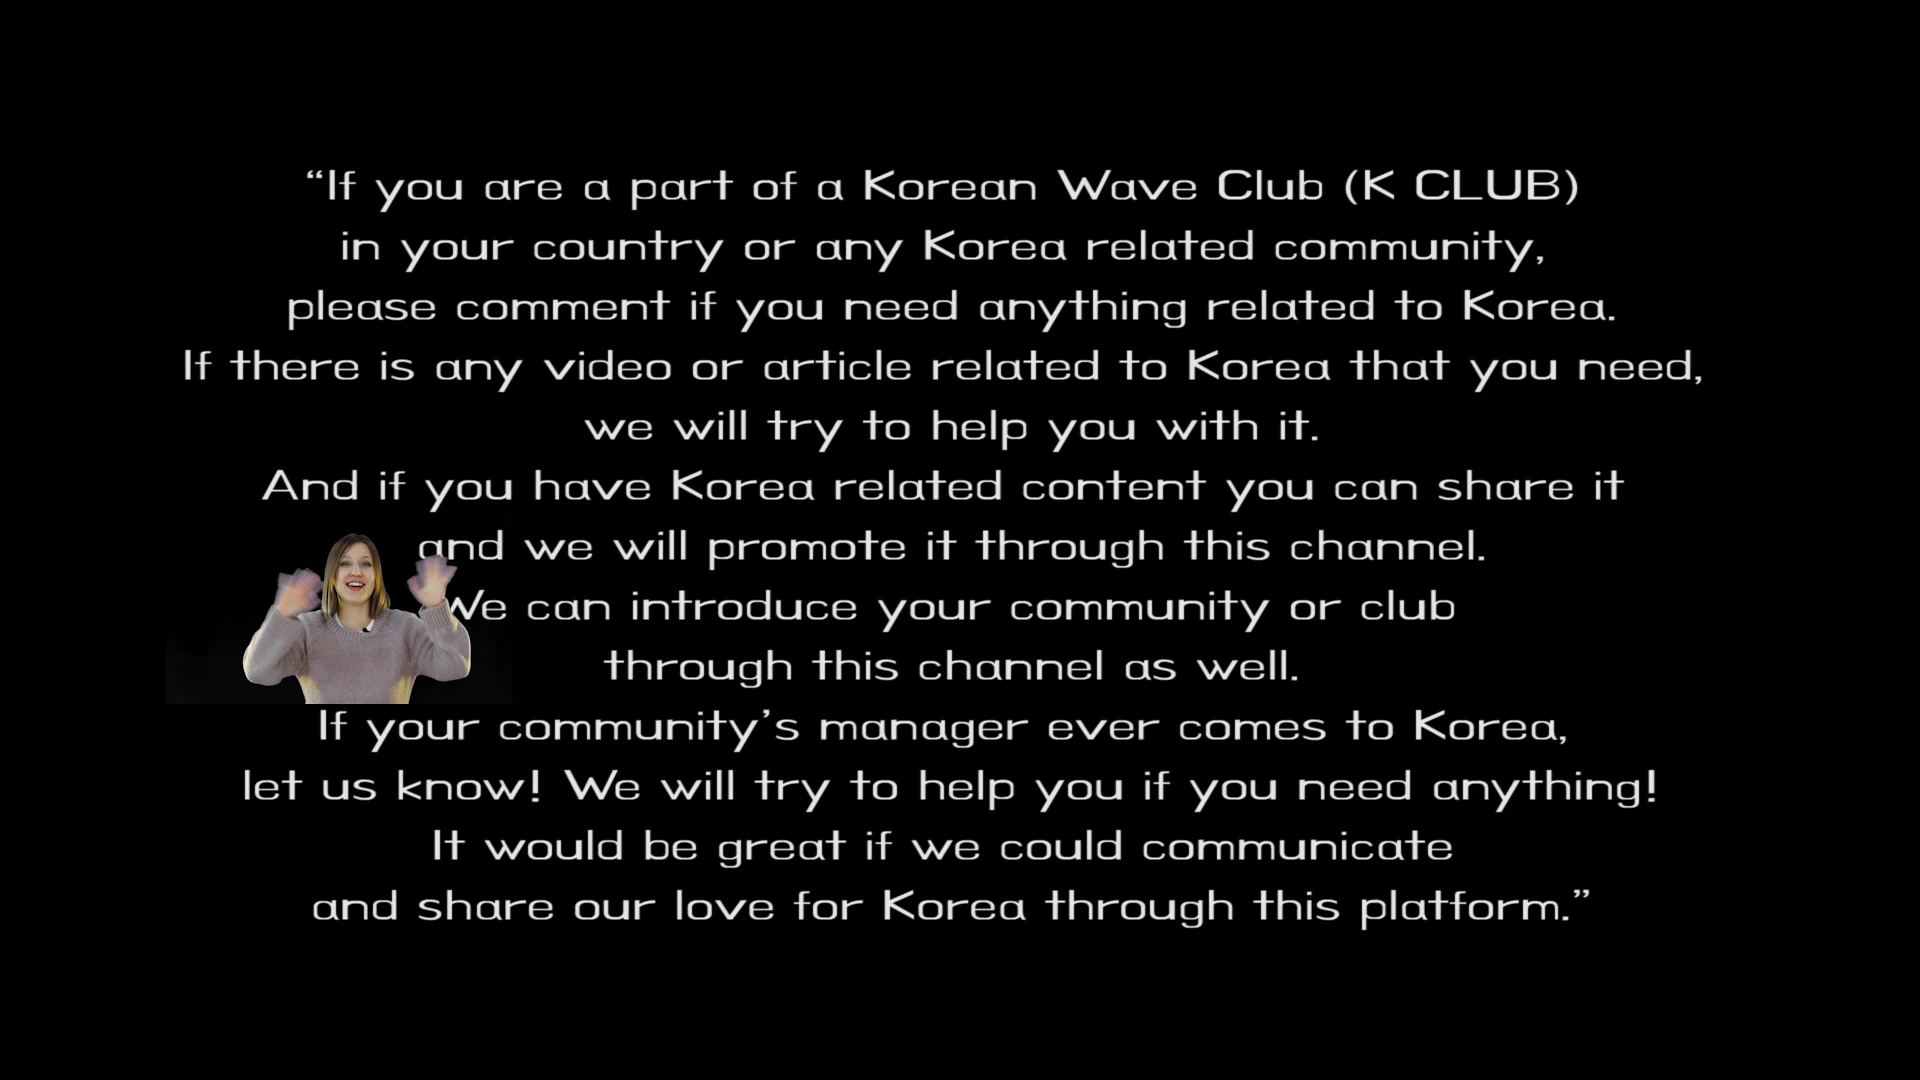 “If you are a part of a Korean Wave Club (K CLUB)
in your country or any Korea related community,
please comment if you need anything related to Korea.
If there is any video or article related to Korea that you need,
we will try to help you with it.
And if you have Korea related content you can share it
and we will promote it through this channel.
We can introduce your community or club
through this channel as well.
If your community’s manager ever comes to Korea,
let us know! We will try to help you if you need anything!
It would be great if we could communicate
and share our love for Korea through this platform.”